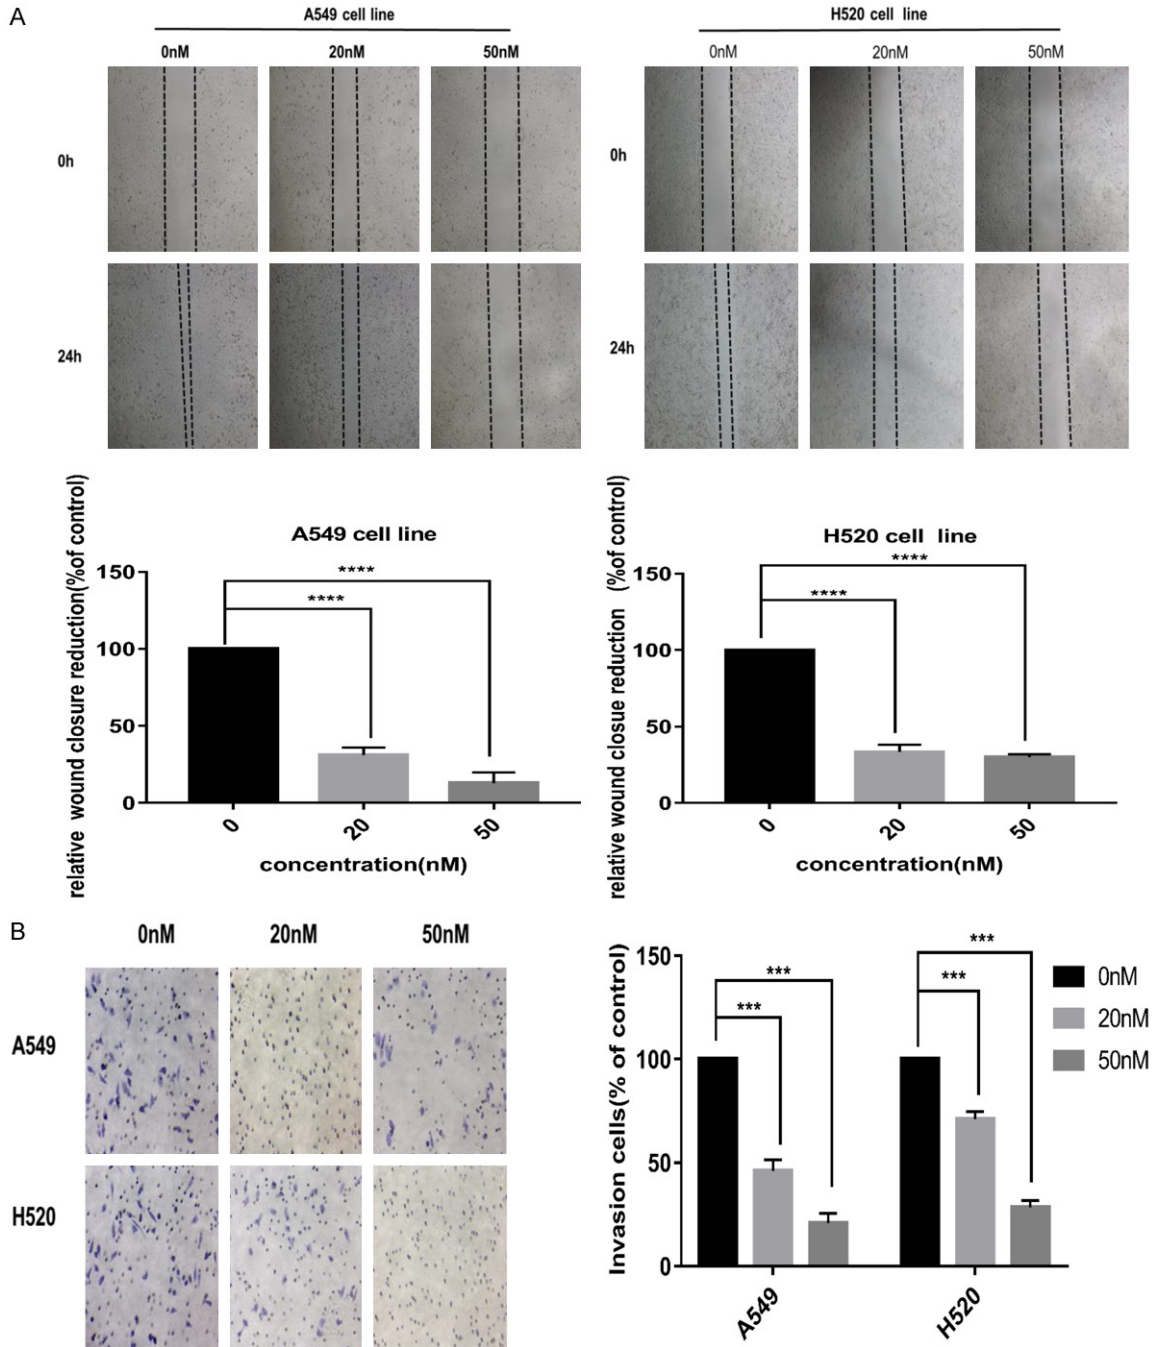 A
A549 cell line
H520 cell line
0nM 20nM 50nM
0nM 20nM 50nM
0h
0h
24h
24h
relative wound closure reduction(%of control)
A549 cell line
150
100
50
0
****
****
0 20 50
concentration(nM)
relative wound closue reduction (%of control)
H520 cell line
150
100
50
0
****
****
0 20 50
concentration(nM)
B
0nM 20nM 50nM
A549
H520
Invasion cells(% of control)
150
100
50
0
***
***
***
***
A549 H520
0nM
20nM
50nM